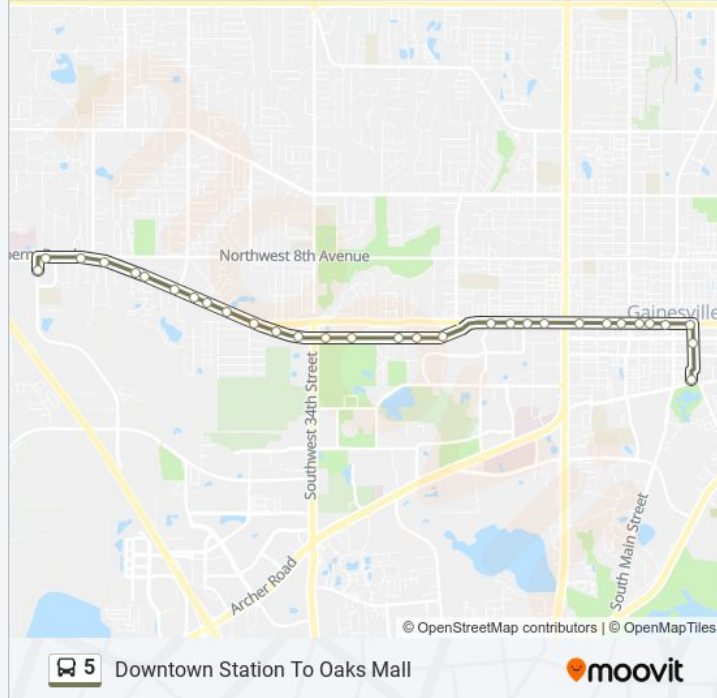 Northwest 8th Avenue
Gainesville
Southwest 34th Street
South Main Street
Archer Road
© OpenStreetMap contributors | © OpenMapTiles
5 Downtown Station To Oaks Mall
moovit